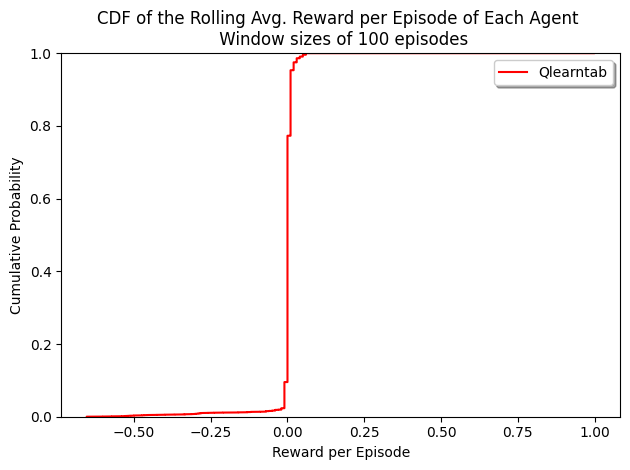 CDF of the Rolling Avg. Reward per Episode of Each Agent
Window sizes of 100 episodes
Qlearntab
1.0
0.8
0.6
0.4
0.2
0.0
Cumulative Probability
−0.50
−0.25
0.00
0.25
0.50
0.75
1.00
Reward per Episode